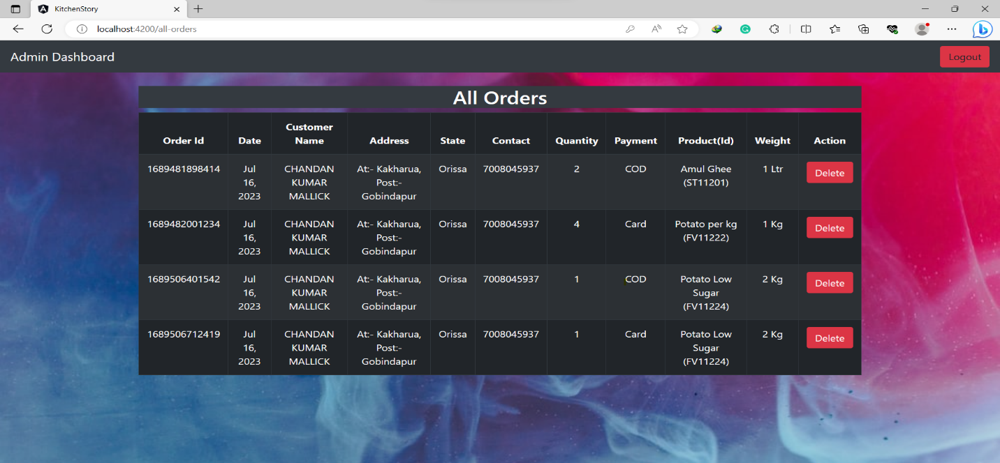 KitchenStory
localhost:4200/all-orders
Admin Dashboard
Logout
All Orders
Order Id Date Customer Name Address State Contact Quantity Payment Product(Id) Weight Action
1689481898414 Jul 16, 2023 CHANDAN KUMAR MALLICK At:- Kakharua, Post:- Gobindapur Orissa 7008045937 2 COD Amul Ghee (ST11201) 1 Ltr Delete
1689482001234 Jul 16, 2023 CHANDAN KUMAR MALLICK At:- Kakharua, Post:- Gobindapur Orissa 7008045937 4 Card Potato per kg (FV11222) 1 Kg Delete
1689506401542 Jul 16, 2023 CHANDAN KUMAR MALLICK At:- Kakharua, Post:- Gobindapur Orissa 7008045937 1 COD Potato Low Sugar (FV11224) 2 Kg Delete
1689506712419 Jul 16, 2023 CHANDAN KUMAR MALLICK At:- Kakharua, Post:- Gobindapur Orissa 7008045937 1 Card Potato Low Sugar (FV11224) 2 Kg Delete